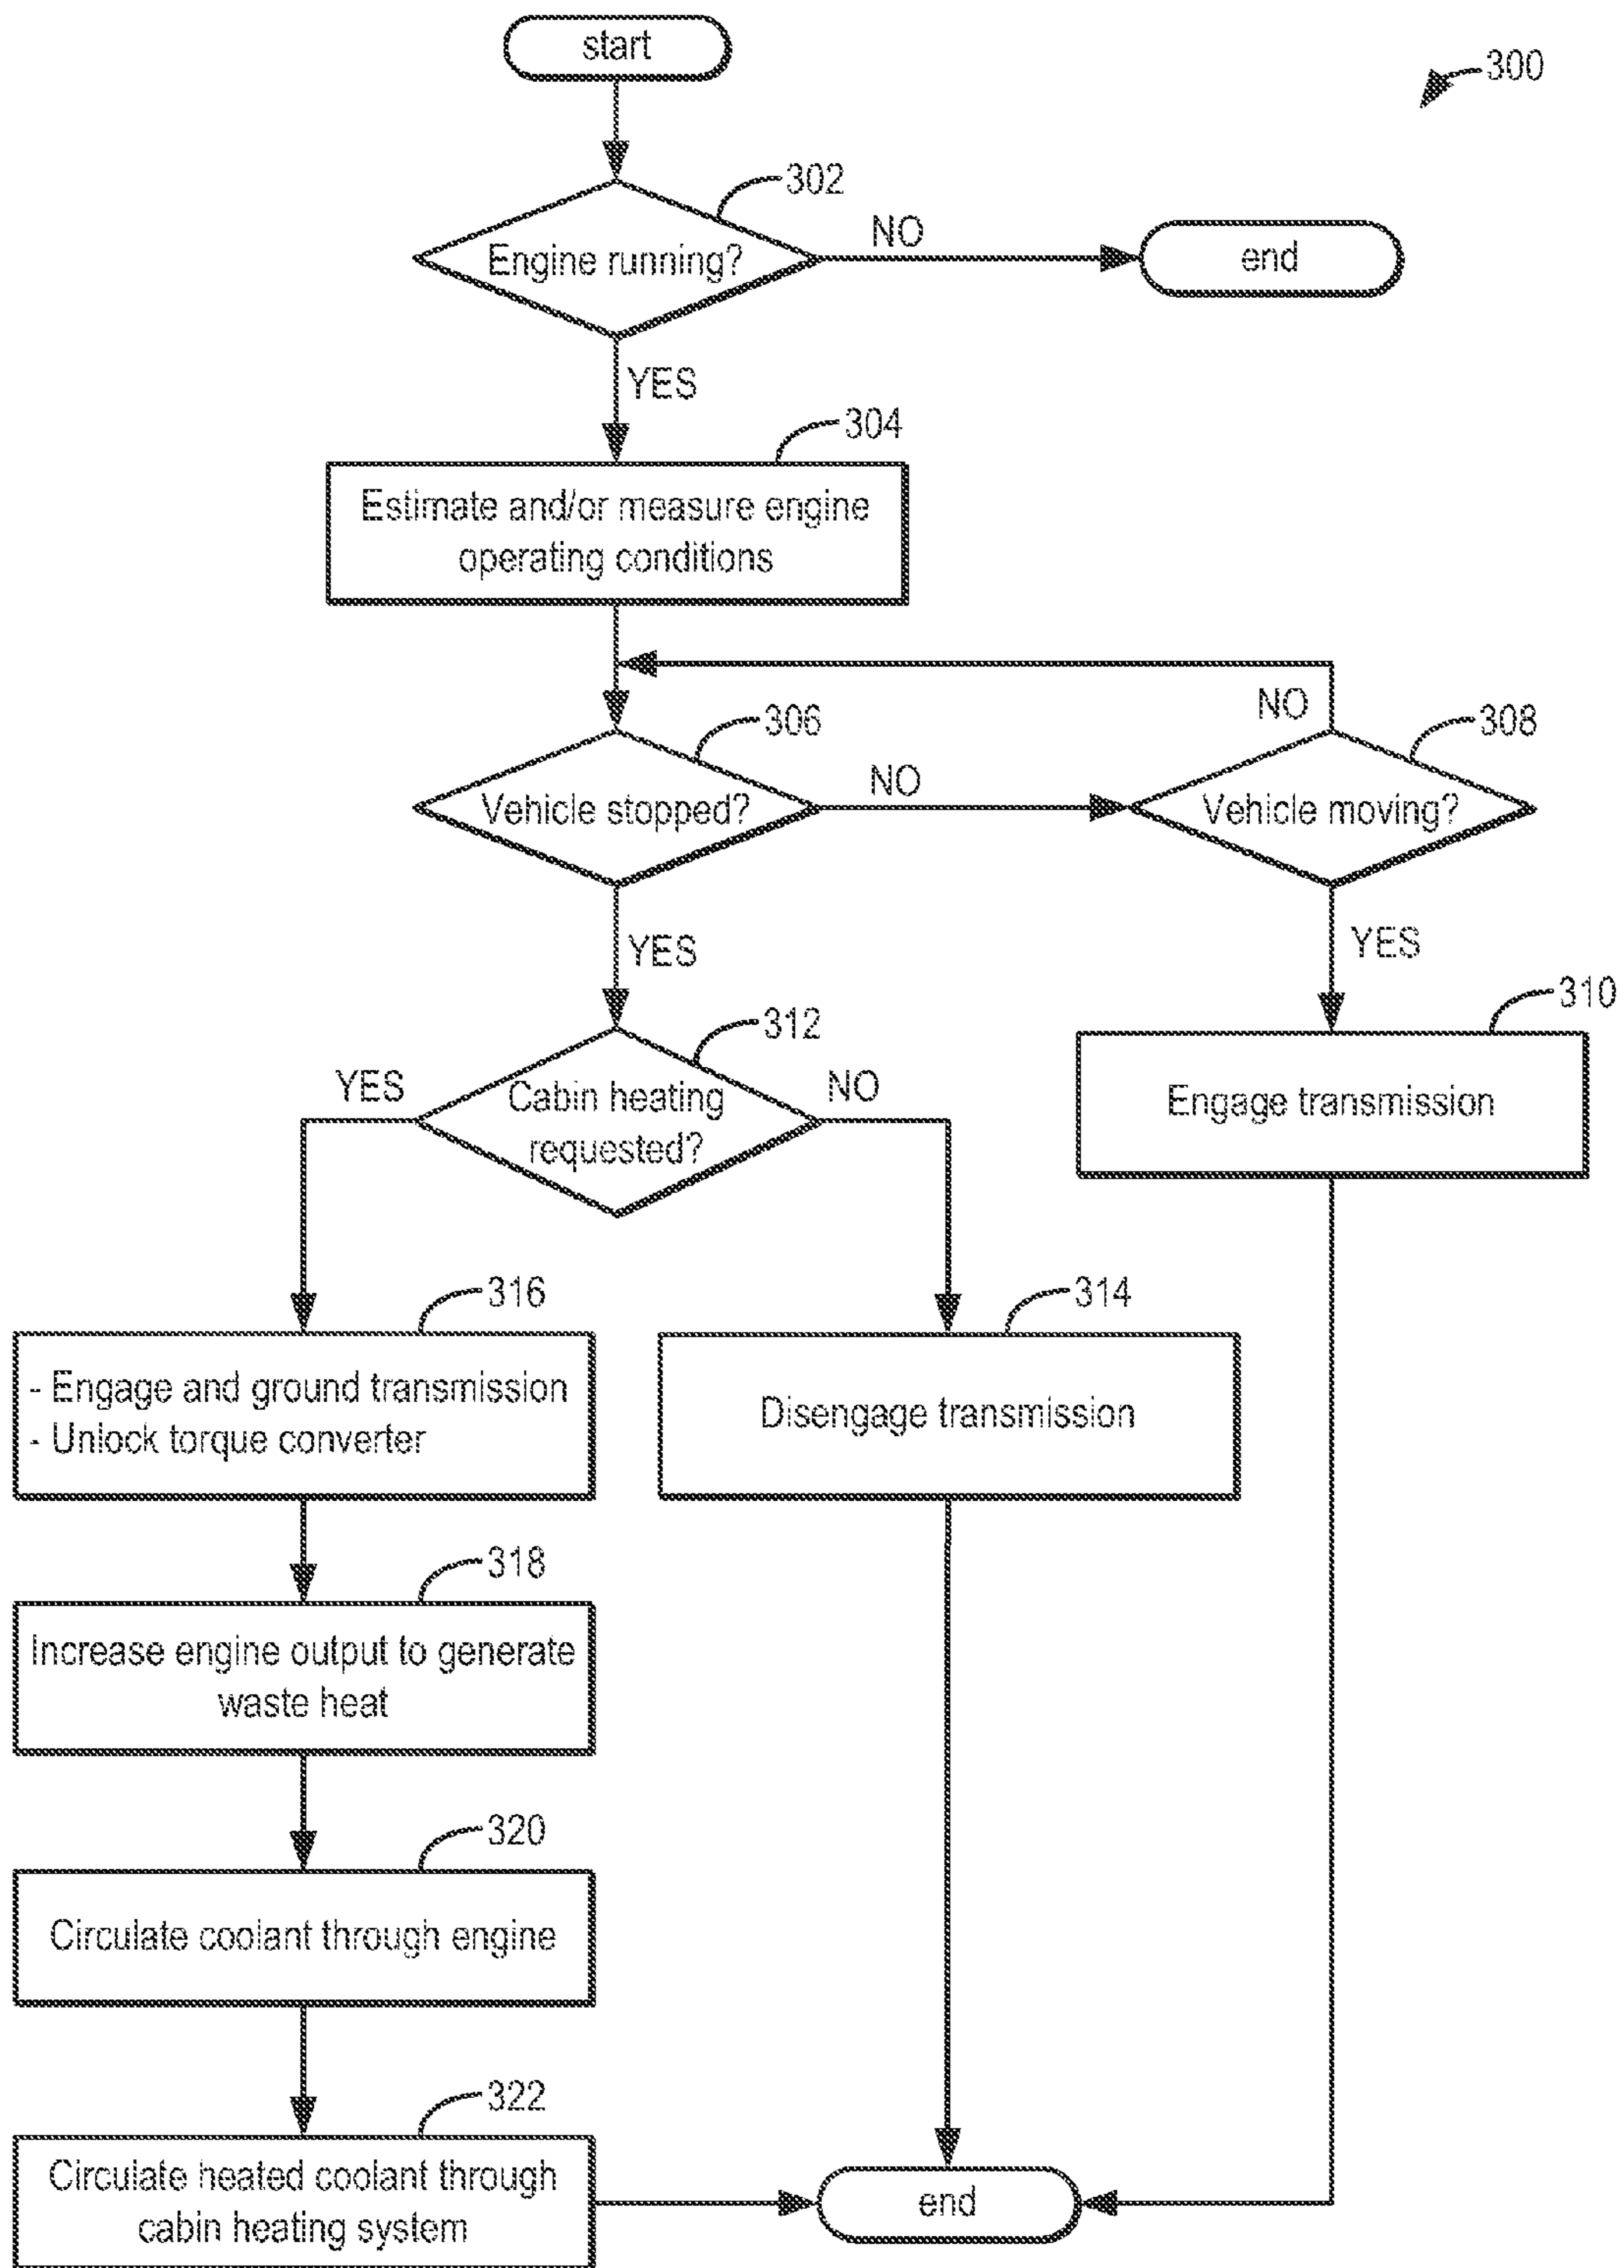 start
300
302
Engine running?
NO
end
YES
304
Estimate and/or measure engine
operating conditions
NO
306
308
Vehicle stopped?
NO
Vehicle moving?
YES
YES
310
312
YES
Cabin heating
requested?
NO
Engage transmission
316
314
- Engage and ground transmission
- Unlock torque converter
Disengage transmission
318
Increase engine output to generate
waste heat
320
Circulate coolant through engine
322
Circulate heated coolant through
cabin heating system
end